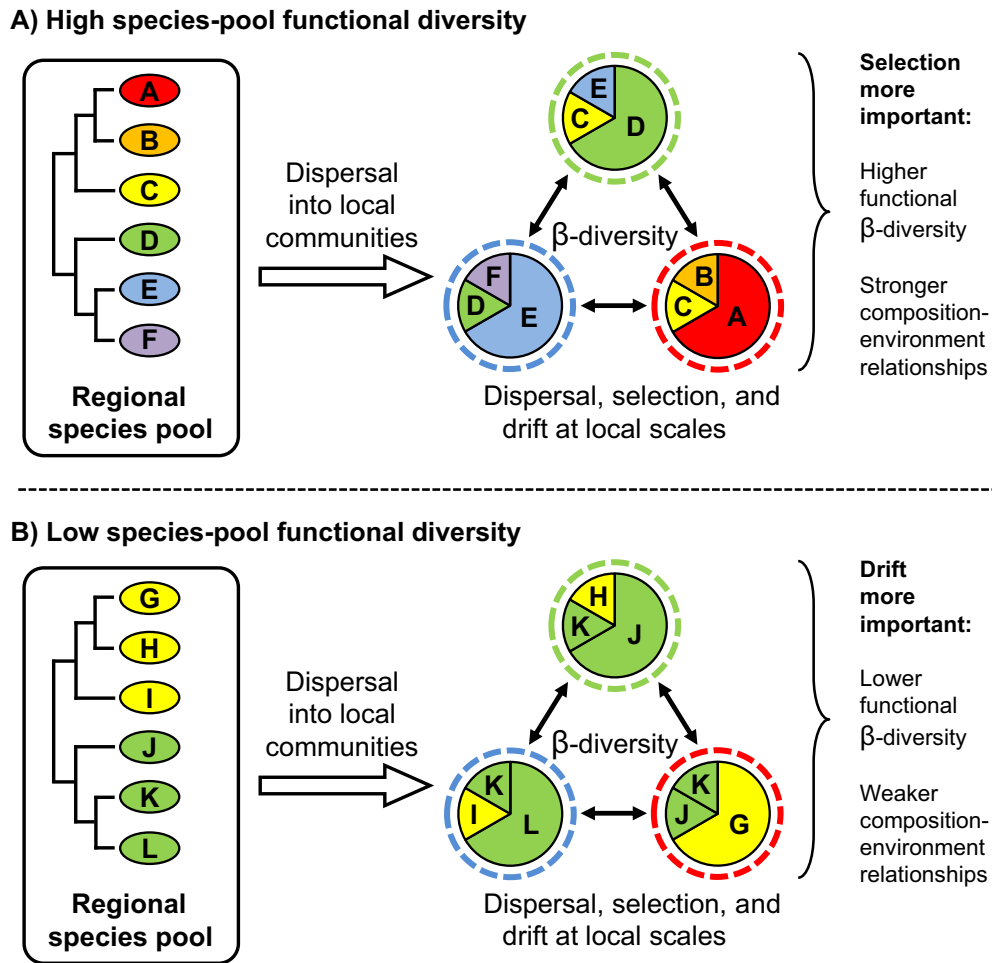 A) High species-pool functional diversity
A
B
C
D
E
F
Regional
species pool
Dispersal
into local
communities
E
C
D
β-diversity
F
D
E
B
C
A
Dispersal, selection, and
drift at local scales
Selection
more
important:
Higher
functional
β-diversity
Stronger
composition-
environment
relationships
B) Low species-pool functional diversity
G
H
I
J
K
L
Regional
species pool
Dispersal
into local
communities
H
K
J
β-diversity
K
I
L
K
J
G
Dispersal, selection, and
drift at local scales
Drift
more
important:
Lower
functional
β-diversity
Weaker
composition-
environment
relationships